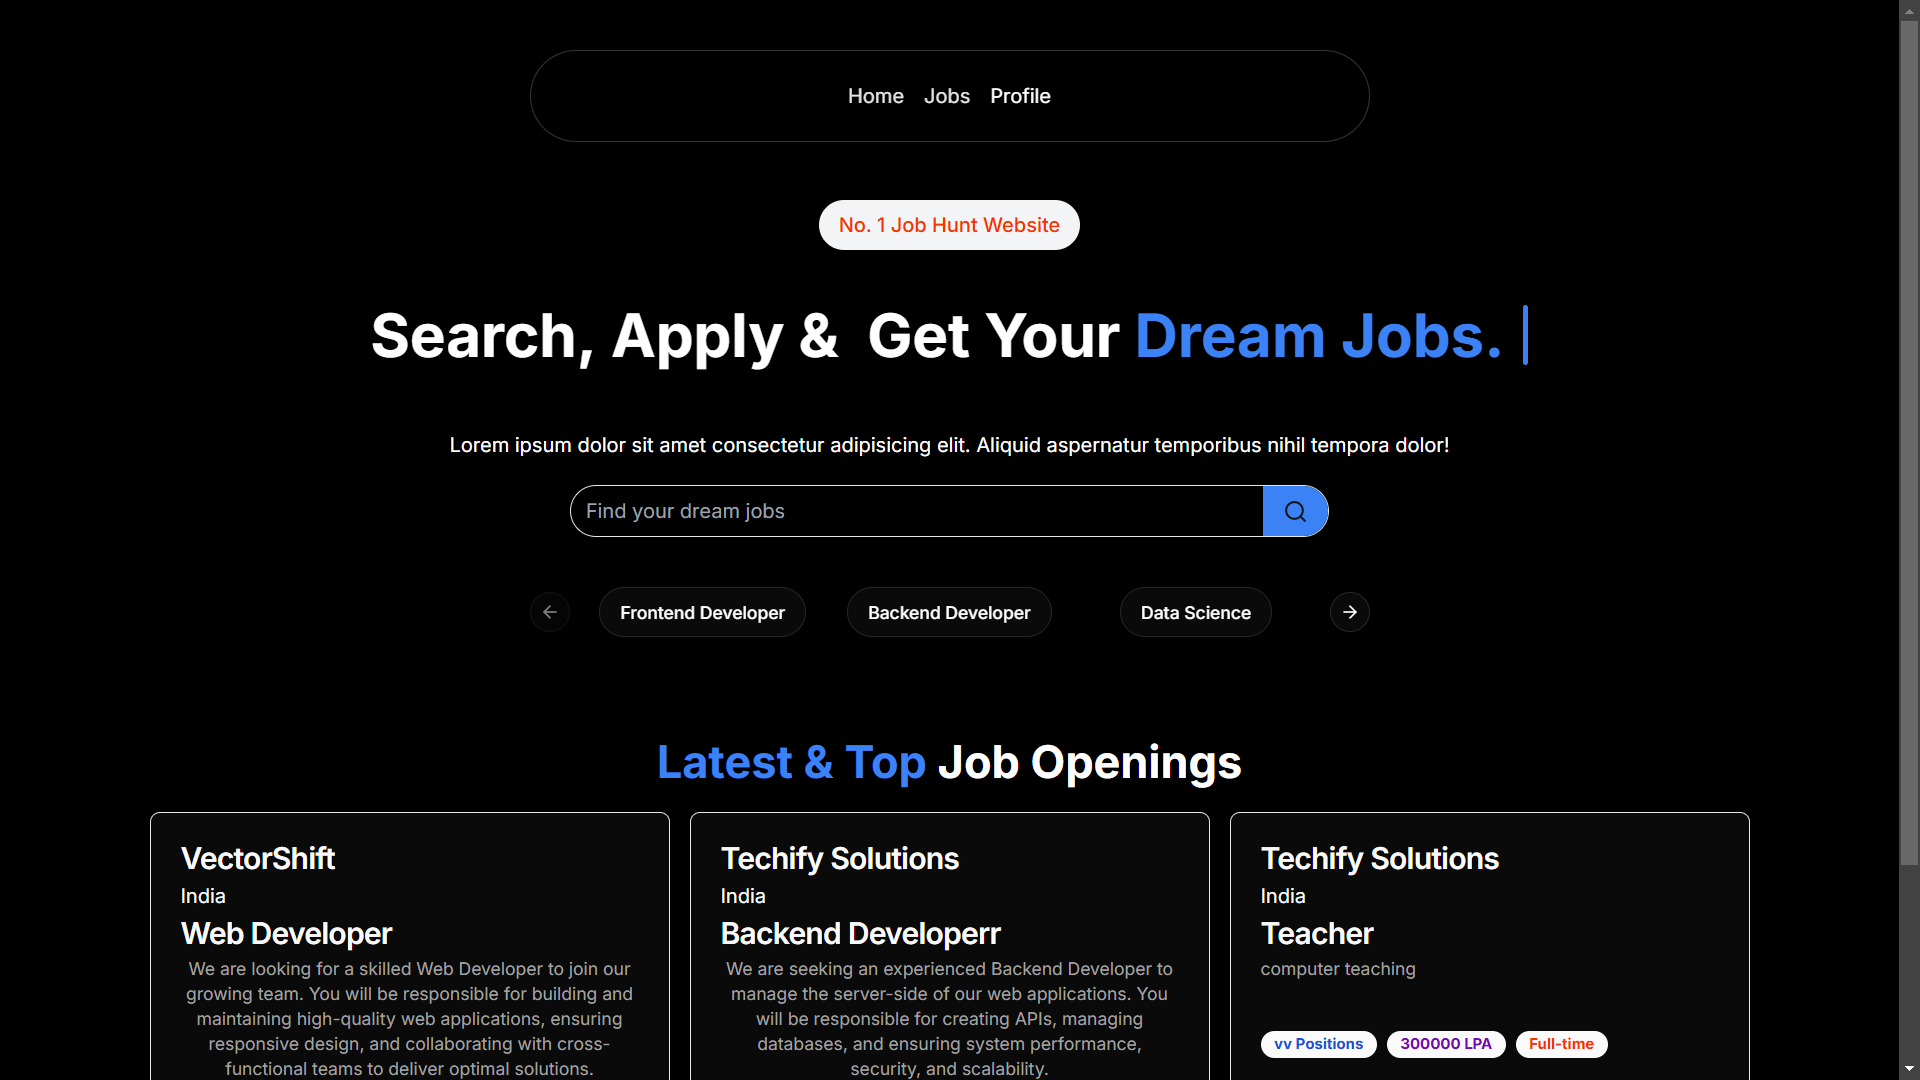 Home Jobs Profile
No. 1 Job Hunt Website
Search, Apply & Get Your Dream Jobs.
Lorem ipsum dolor sit amet consectetur adipisicing elit. Aliquid aspernatur temporibus nihil tempora dolor!
Find your dream jobs
Frontend Developer Backend Developer Data Science
Latest & Top Job Openings
VectorShift
India
Web Developer
We are looking for a skilled Web Developer to join our
growing team. You will be responsible for building and
maintaining high-quality web applications, ensuring
responsive design, and collaborating with cross-
functional teams to deliver optimal solutions.
Techify Solutions
India
Backend Developerr
We are seeking an experienced Backend Developer to
manage the server-side of our web applications. You
will be responsible for creating APIs, managing
databases, and ensuring system performance,
security, and scalability.
Techify Solutions
India
Teacher
computer teaching
vv Positions 300000 LPA Full-time